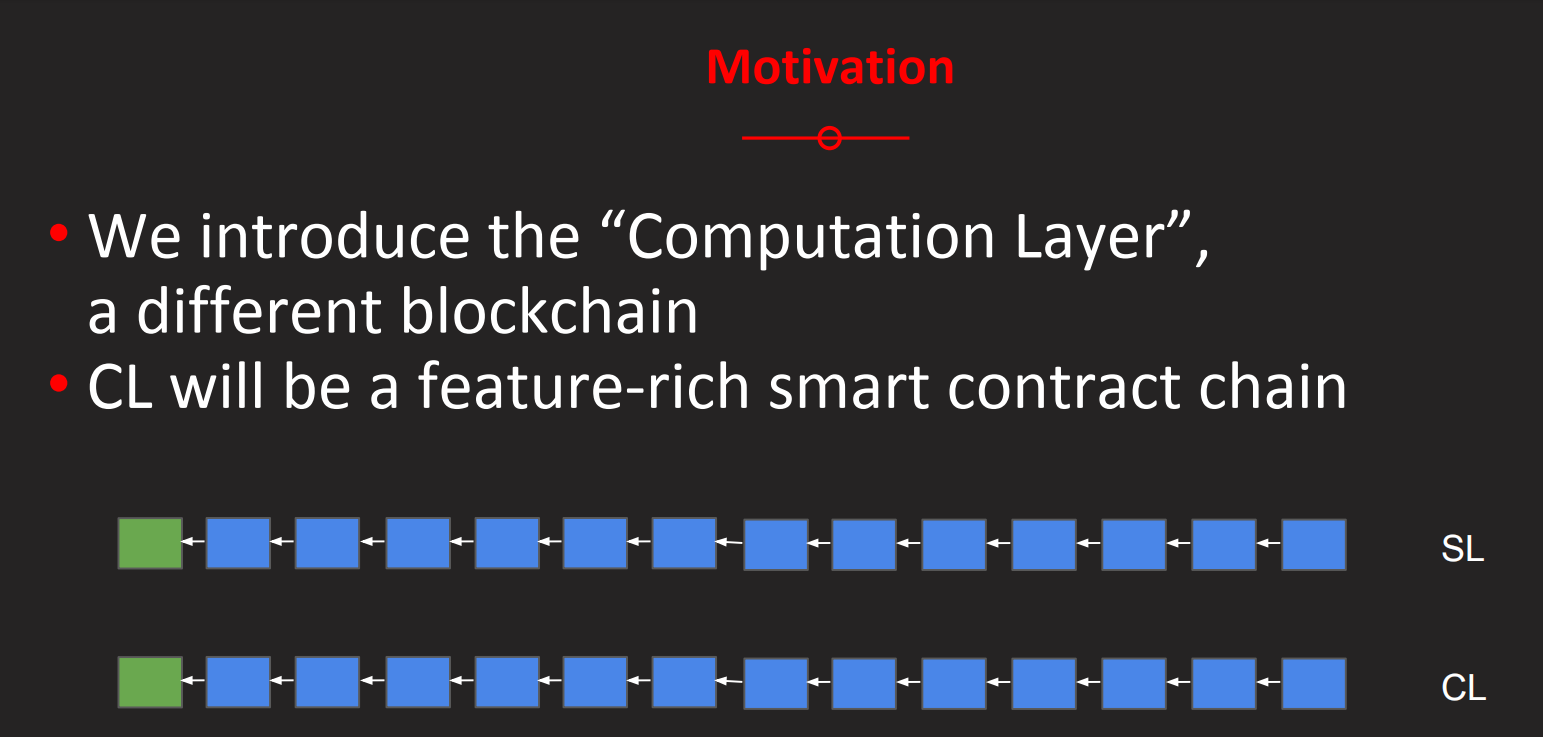 Motivation
• We introduce the “Computation Layer”,
a different blockchain
• CL will be a feature-rich smart contract chain
SL
CL